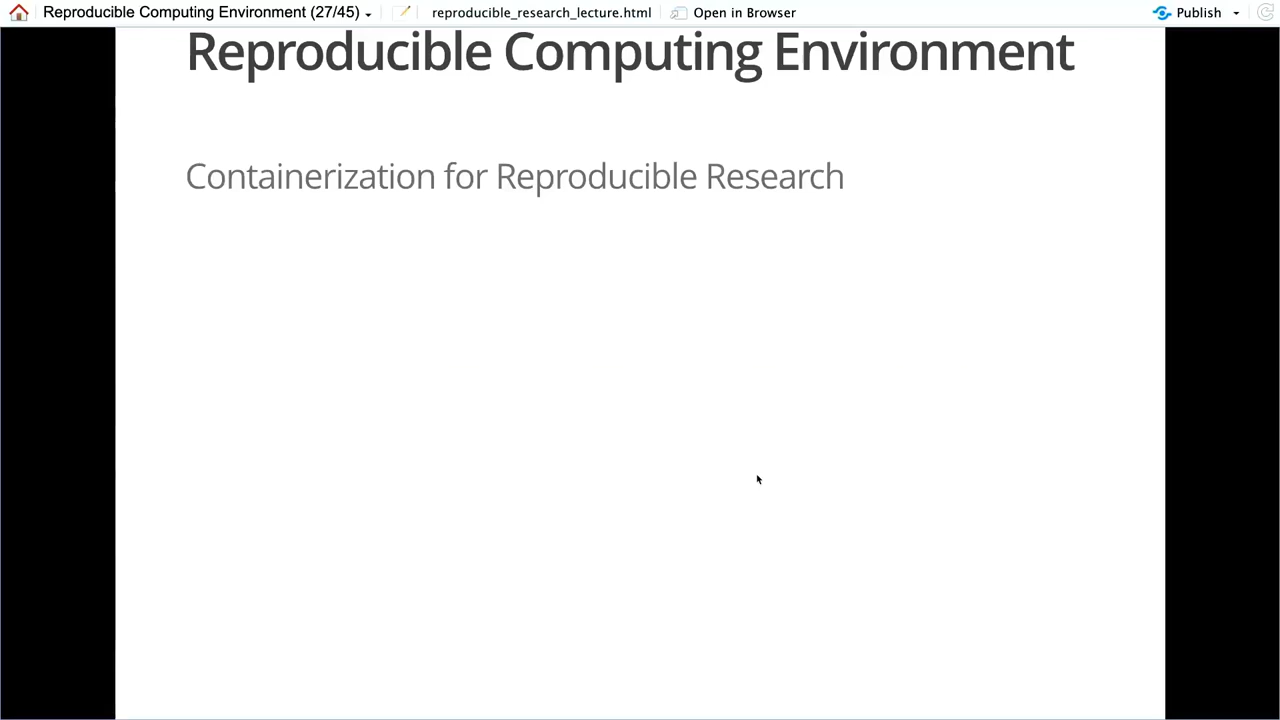 Reproducible Computing Environment (27/45) reproducible_research_lecture.html Open in Browser Publish
Reproducible Computing Environment
Containerization for Reproducible Research